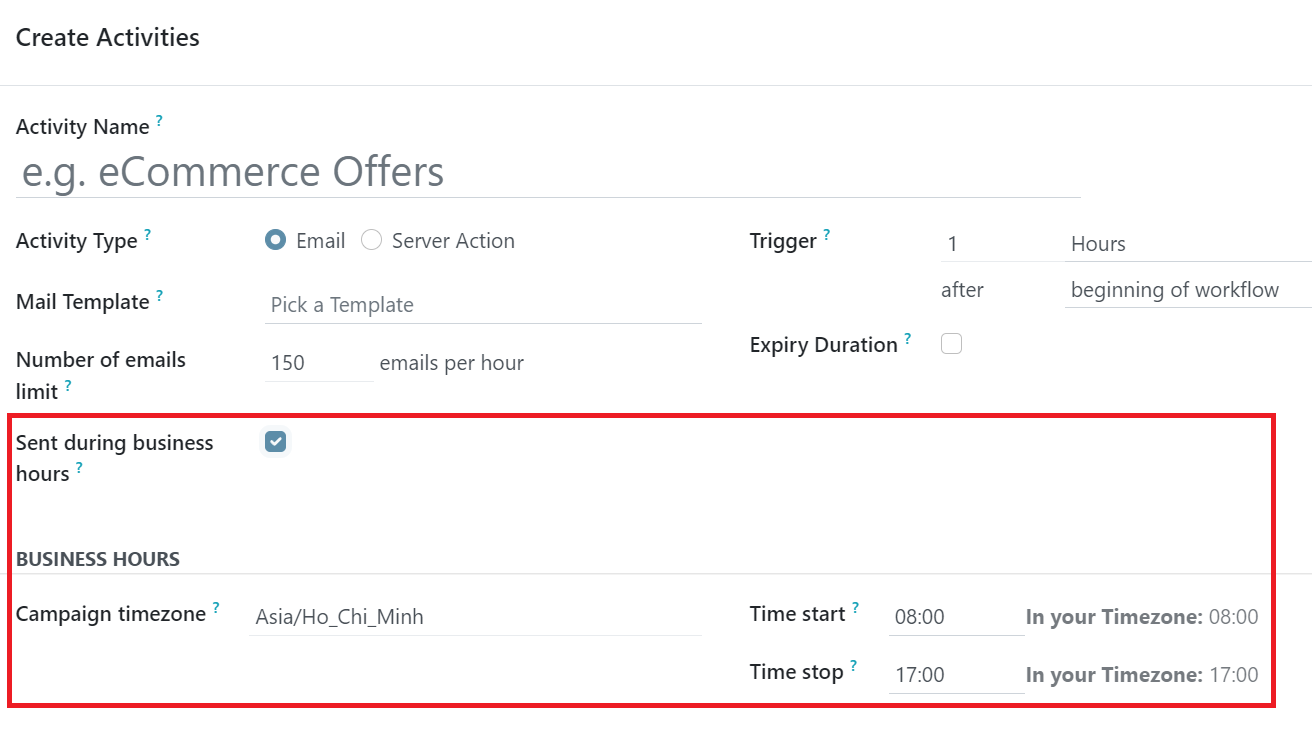 Create Activities
Activity Name ?
e.g. eCommerce Offers
Activity Type ? Email Server Action Trigger ? 1 Hours
Mail Template ? Pick a Template after beginning of workflow
Number of emails limit ? 150 emails per hour Expiry Duration ?
Sent during business hours ?
BUSINESS HOURS
Campaign timezone ? Asia/Ho_Chi_Minh Time start ? 08:00 In your Timezone: 08:00
Time stop ? 17:00 In your Timezone: 17:00